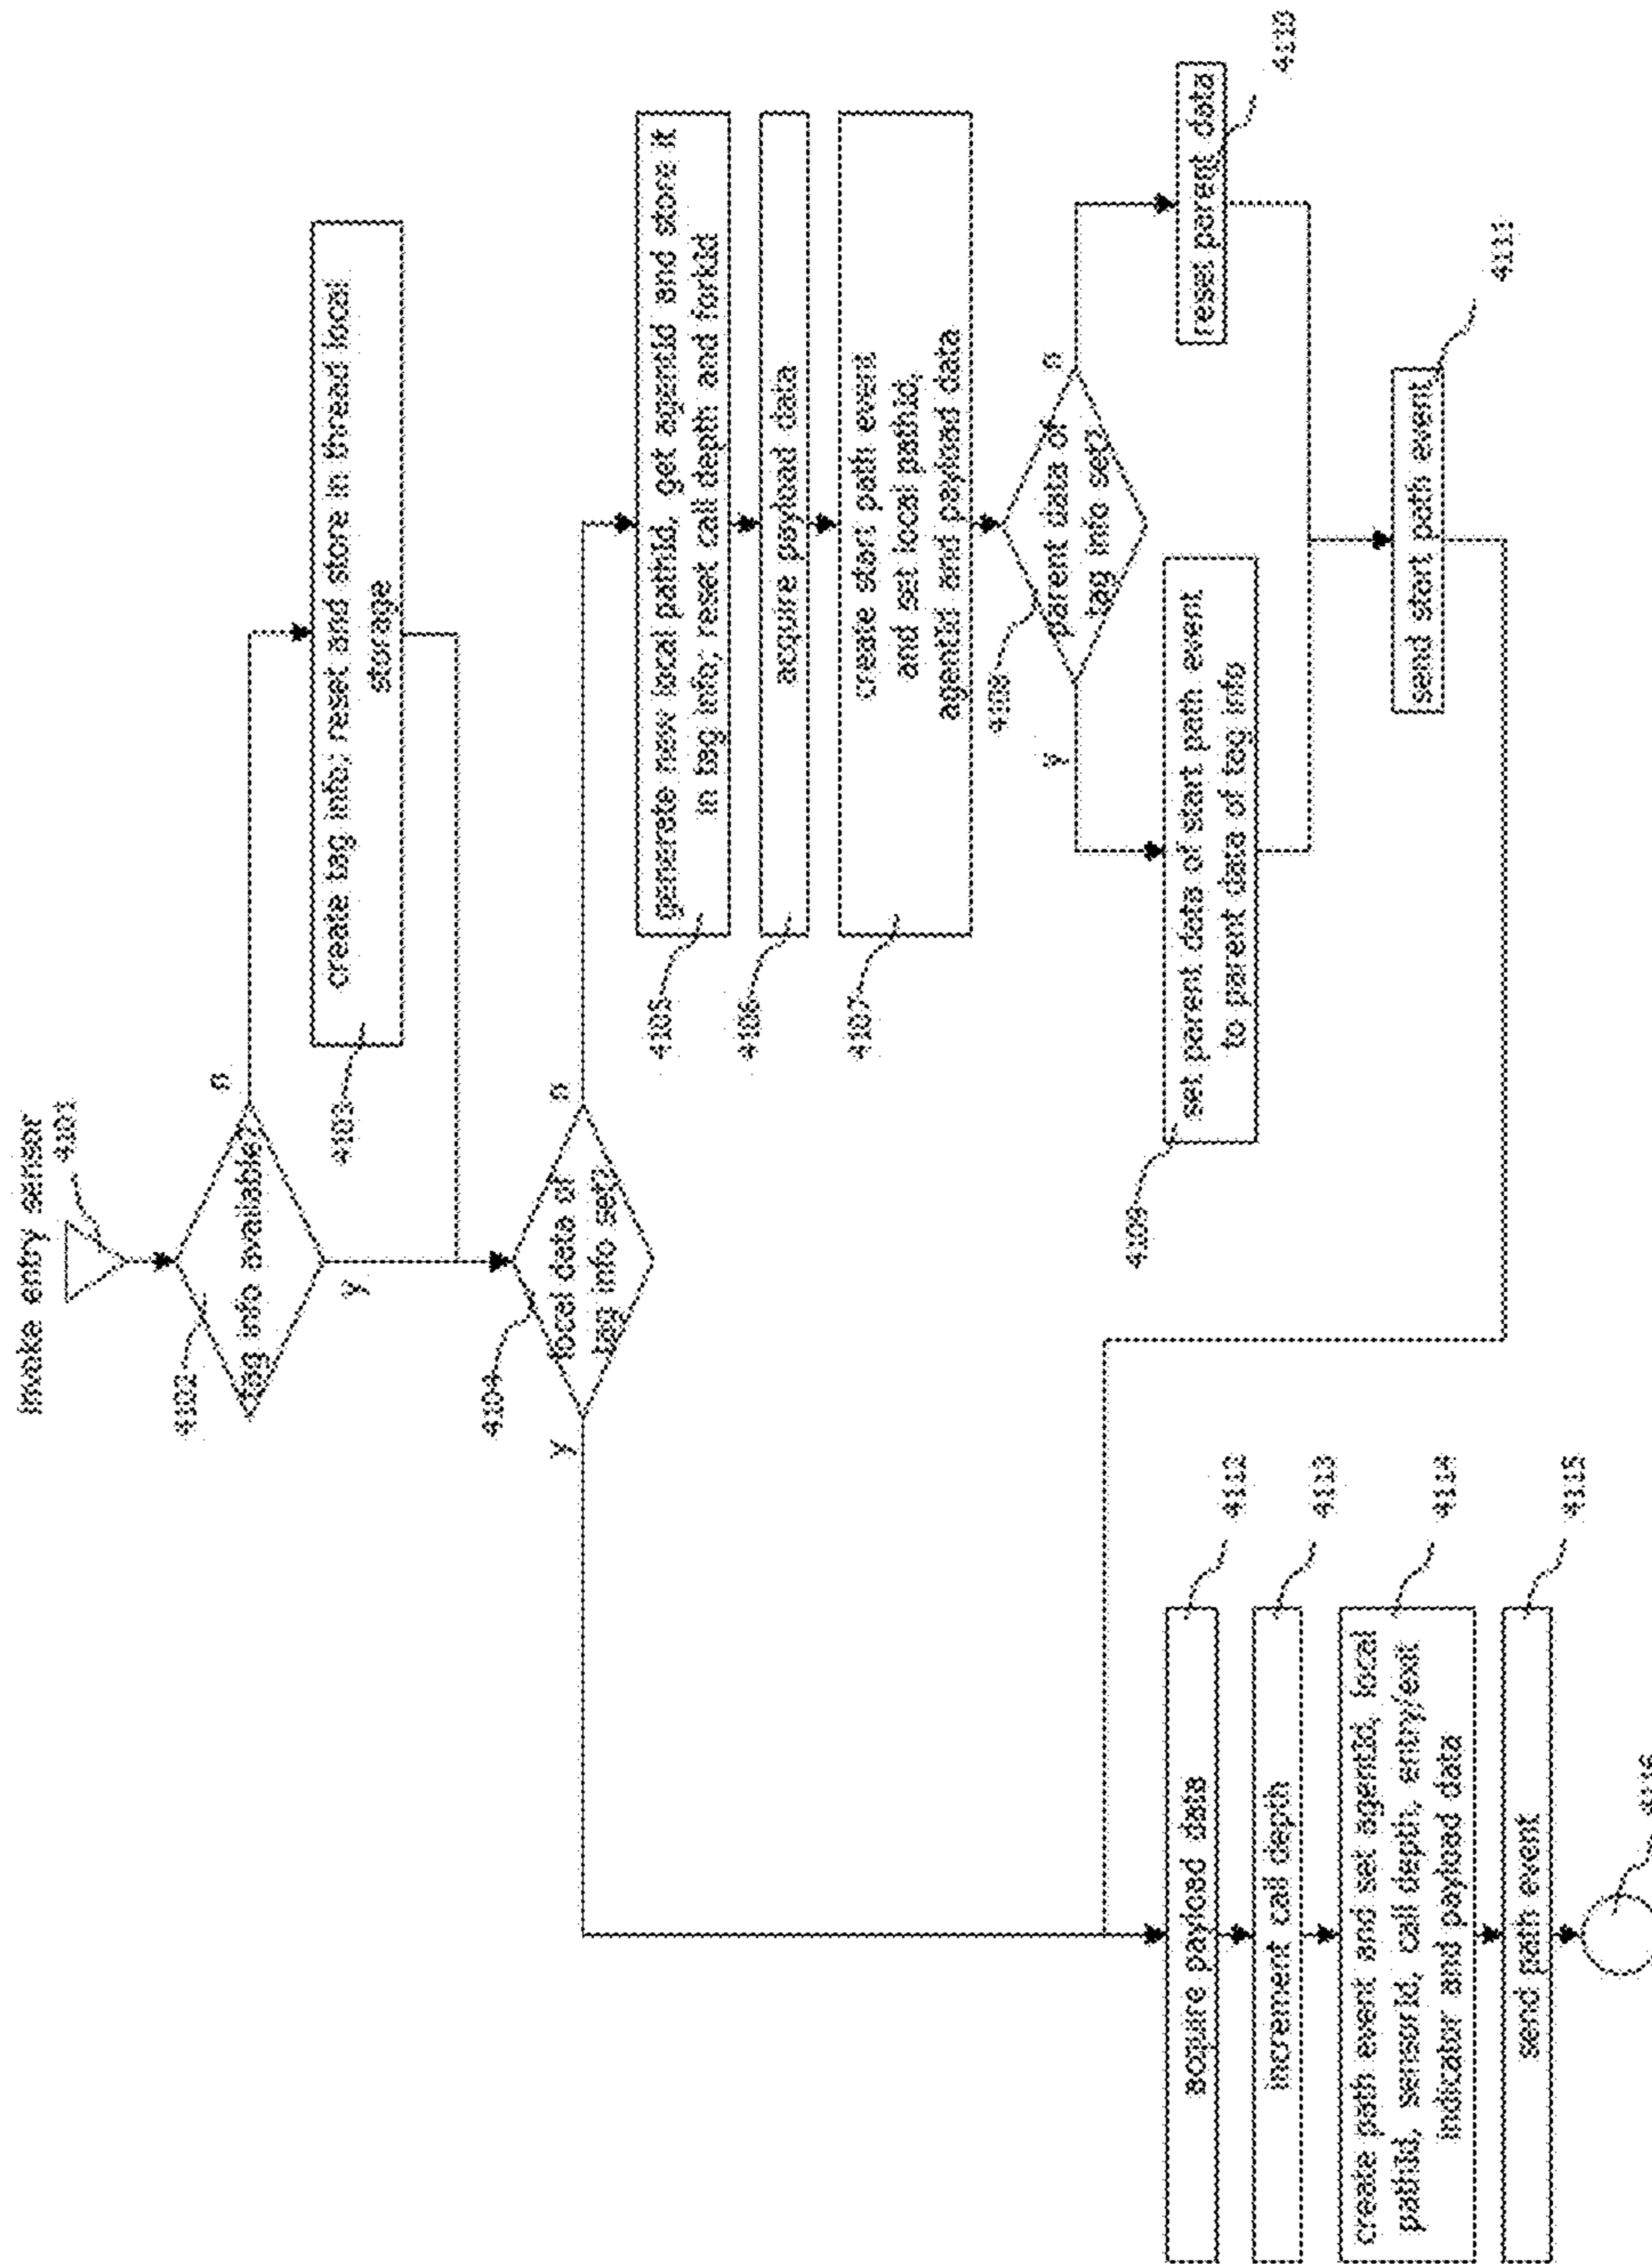 invoke entry sensor
4101
4102
tag info available?
n
y
4103
create tag info; reset and store in thread local
storage
4104
local data of
tag info set?
y
n
4105
generate new local pathid, get agentid and store it
in tag info; reset call depth and forkid
4106
acquire payload data
4107
create start path event
and set local pathid,
agentid and payload data
4108
parent data of
tag info set?
y
n
4109
set parent data of start path event
to parent data of tag info
reset parent data
4110
send start path event
4111
acquire payload data
4112
increment call depth
4113
create path event and set agentid, local
pathid, sensorid, call depth, entry/exit
indicator and payload data
4114
send path event
4115
4116